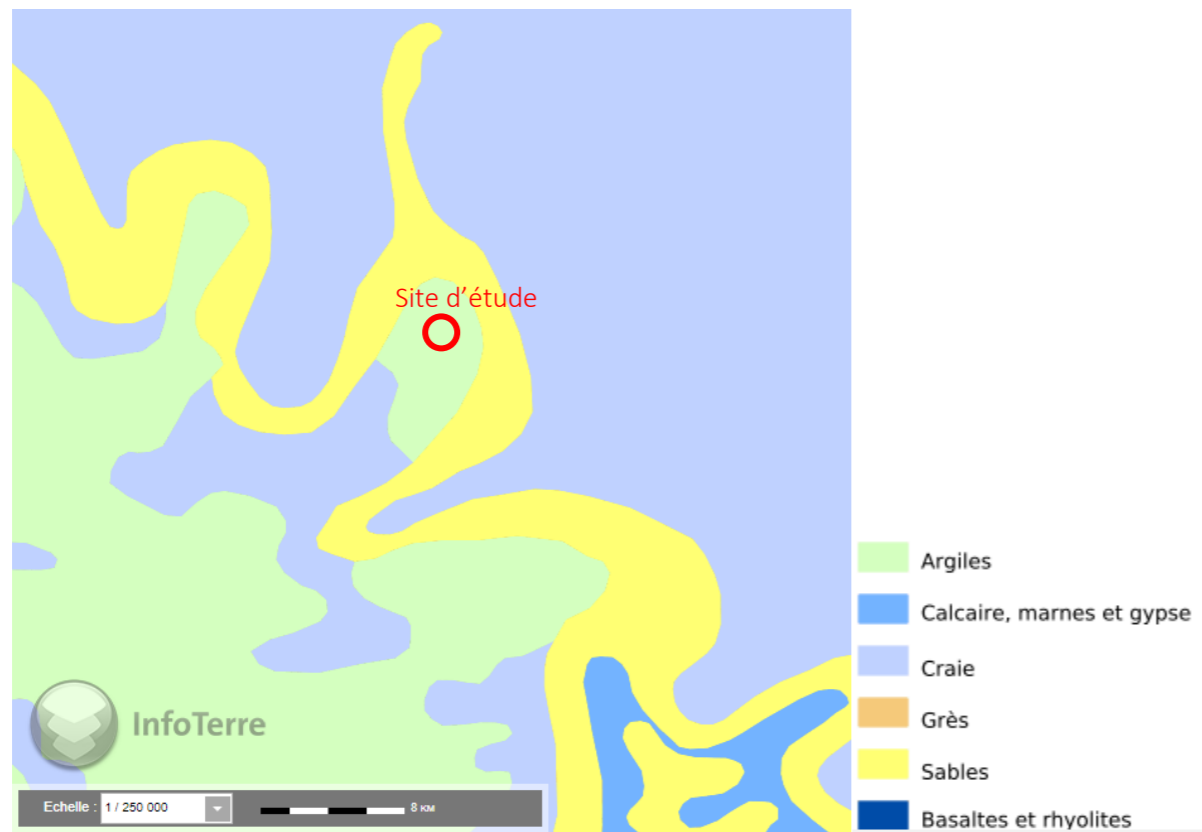 Site d'étude
Argiles
Calcaire, marnes et gypse
Craie
Grès
Sables
Basaltes et rhyolites
InfoTerre
Echelle : 1 / 250 000 8 KM